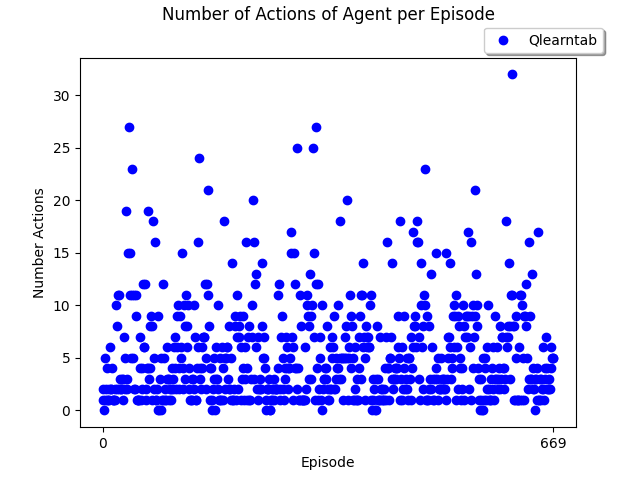 Number of Actions of Agent per Episode
Qlearntab
30
25
20
15
10
5
0
Number Actions
0 669
Episode